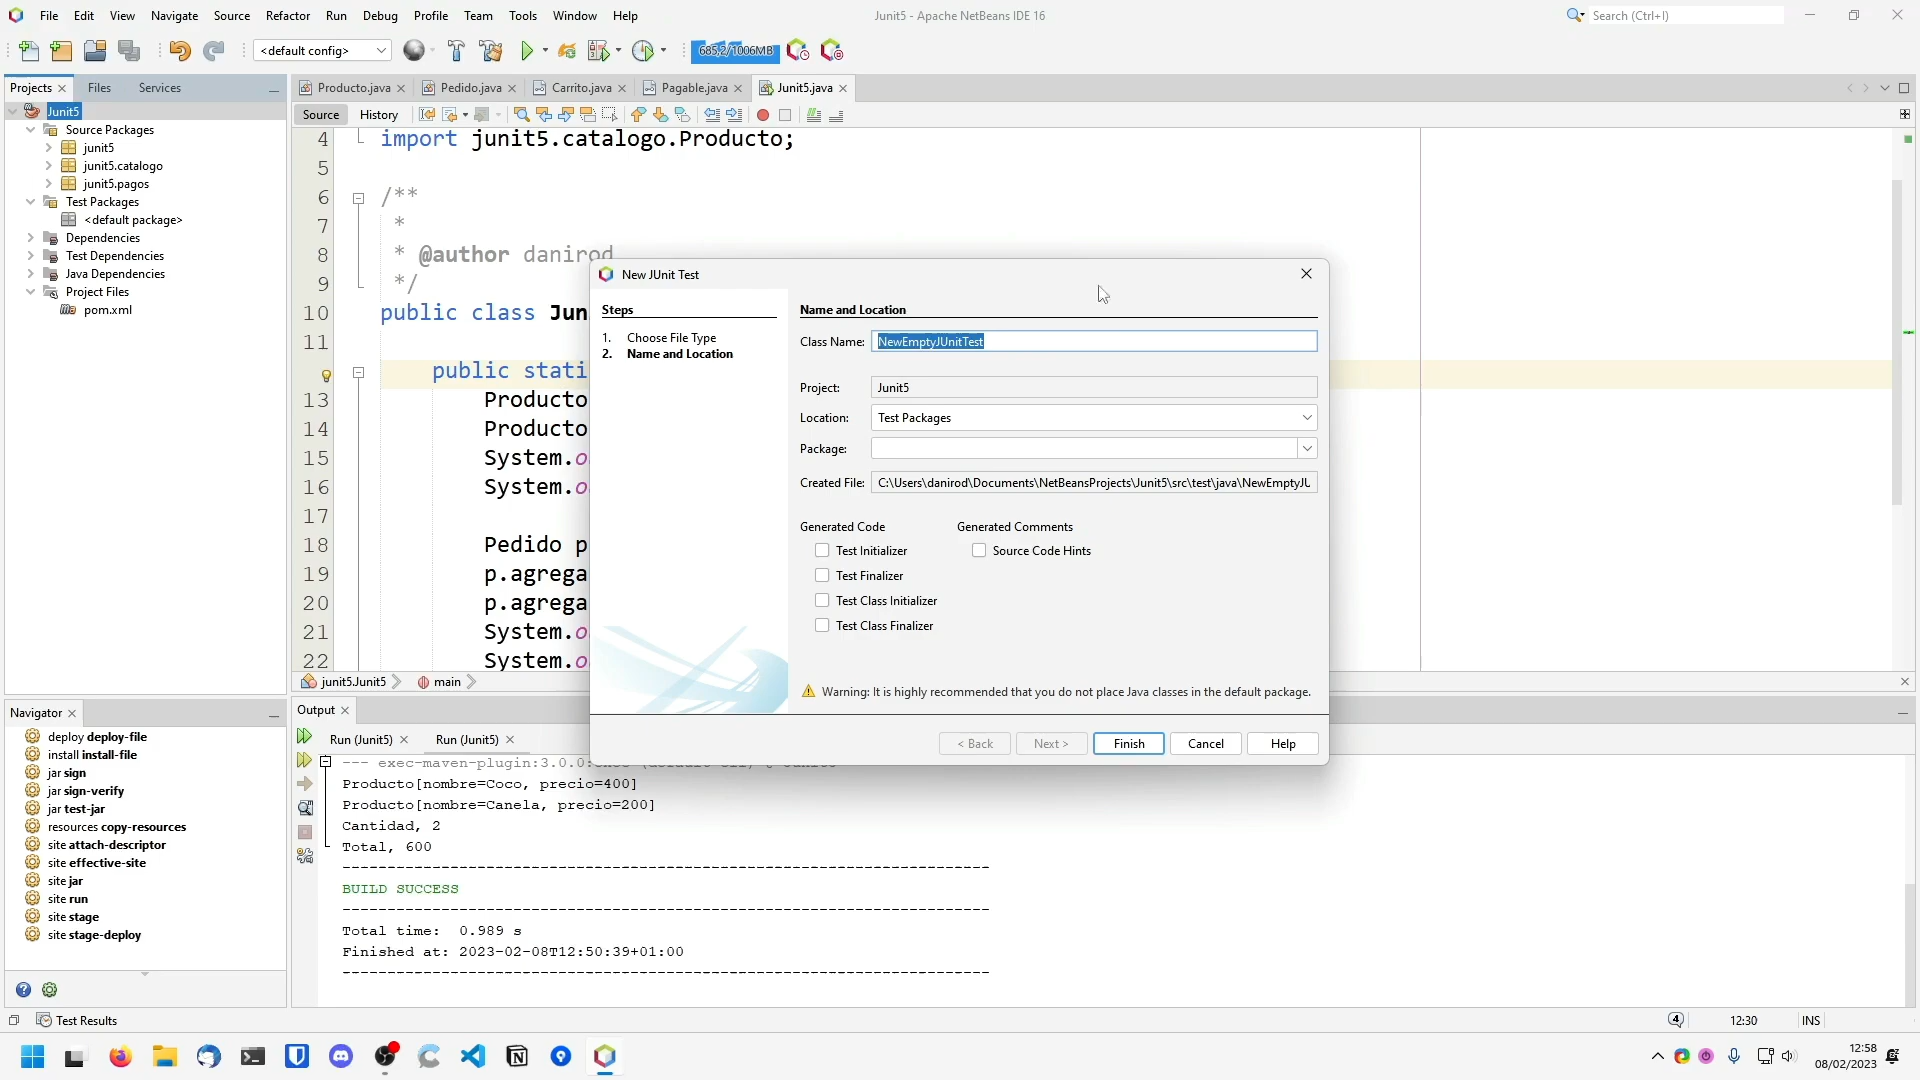 File Edit View Navigate Source Refactor Run Debug Profile Team Tools Window Help
Junit5 - Apache NetBeans IDE 16
Search (Ctrl+I)
<default config>
685,2/1006MB
Projects Files Services
Producto.java Pedido.java Carrito.java Pagable.java Junit5.java
Source History
Junit5
Source Packages
junit5
junit5.catalogo
junit5.pagos
Test Packages
<default package>
Dependencies
Test Dependencies
Java Dependencies
Project Files
pom.xml
4 import junit5.catalogo.Producto;
5
6 /**
7 *
8 * @author danirod
9 */
10 public class Jun
11
public stati
13 Producto
14 Producto
15 System.o
16 System.o
17
18 Pedido p
19 p.agrega
20 p.agrega
21 System.o
22 System.o
junit5.Junit5 main
New JUnit Test
Steps
1. Choose File Type
2. Name and Location
Name and Location
Class Name: NewEmptyJUnitTest
Project: Junit5
Location: Test Packages
Package:
Created File: C:\Users\danirod\Documents\NetBeansProjects\Junit5\src\test\java\NewEmptyJU
Generated Code Generated Comments
Test Initializer Source Code Hints
Test Finalizer
Test Class Initializer
Test Class Finalizer
Warning: It is highly recommended that you do not place Java classes in the default package.
< Back Next > Finish Cancel Help
Navigator
deploy deploy-file
install install-file
jar sign
jar sign-verify
jar test-jar
resources copy-resources
site attach-descriptor
site effective-site
site jar
site run
site stage
site stage-deploy
Output
Run (Junit5) Run (Junit5)
--- exec-maven-plugin:3.0.0:
Producto[nombre=Coco, precio=400]
Producto[nombre=Canela, precio=200]
Cantidad, 2
Total, 600
------------------------------------------------------------------------
BUILD SUCCESS
------------------------------------------------------------------------
Total time: 0.989 s
Finished at: 2023-02-08T12:50:39+01:00
------------------------------------------------------------------------
Test Results
4 12:30 INS
12:58
08/02/2023